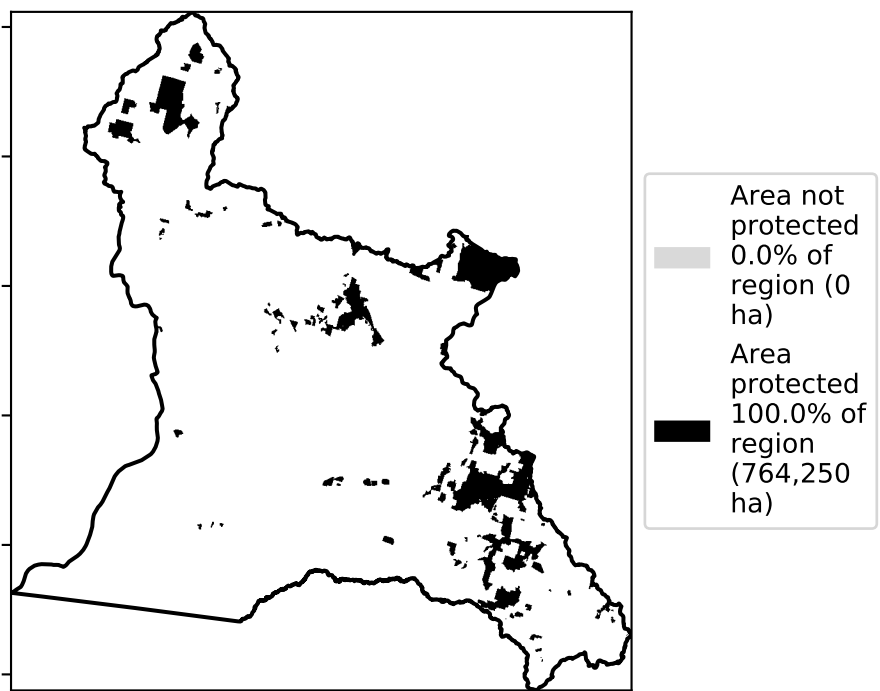 Area not
protected
0.0% of
region (0
ha)
Area
protected
100.0% of
region
(764,250
ha)